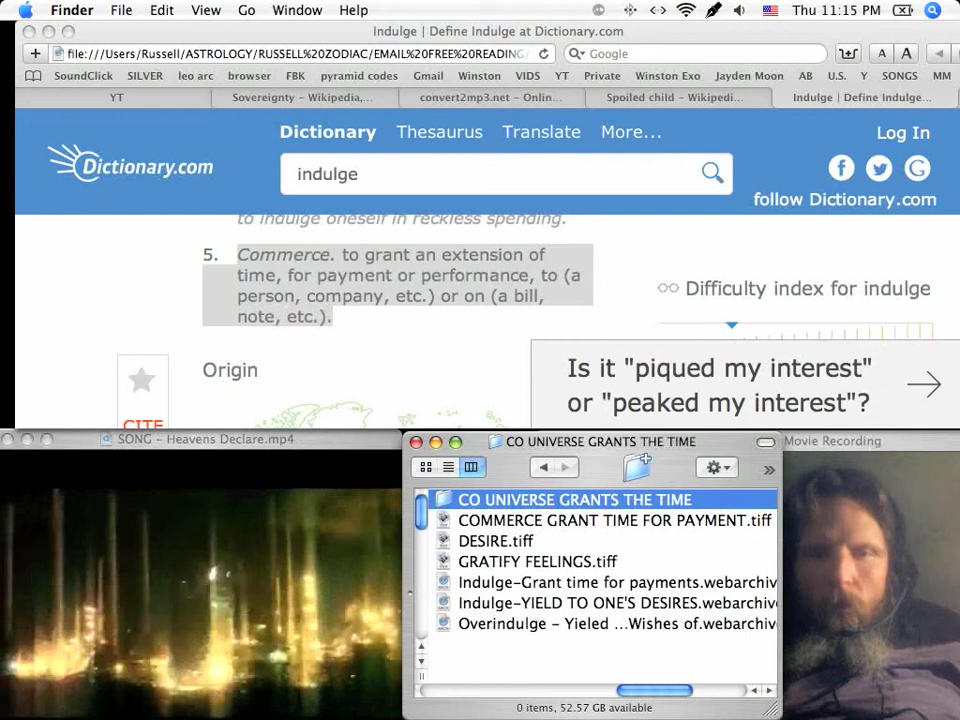 Finder File Edit View Go Window Help Thu 11:15 PM
Indulge | Define Indulge at Dictionary.com
file:///Users/Russell/ASTROLOGY/RUSSELL%20ZODIAC/EMAIL%20FREE%20READING/ Google A A
SoundClick SILVER leo arc browser FBK pyramid codes Gmail Winston VIDS YT Private Winston Exo Jayden Moon AB U.S. Y SONGS MM
YT Sovereignty – Wikipedia,... convert2mp3.net – Onlin... Spoiled child – Wikipedi... Indulge | Define Indulge...
Dictionary Thesaurus Translate More... Log In
Dictionary.com
indulge
follow Dictionary.com
to indulge oneself in reckless spending.
5. Commerce. to grant an extension of
time, for payment or performance, to (a
person, company, etc.) or on (a bill,
note, etc.).
Difficulty index for indulge
Origin
Is it "piqued my interest"
or "peaked my interest"?
CITE
SONG – Heavens Declare.mp4
CO UNIVERSE GRANTS THE TIME
Movie Recording
CO UNIVERSE GRANTS THE TIME
COMMERCE GRANT TIME FOR PAYMENT.tiff
DESIRE.tiff
GRATIFY FEELINGS.tiff
Indulge–Grant time for payments.webarchiv
Indulge–YIELD TO ONE'S DESIRES.webarchiv
Overindulge – Yielded ...Wishes of.webarchiv
0 items, 52.57 GB available